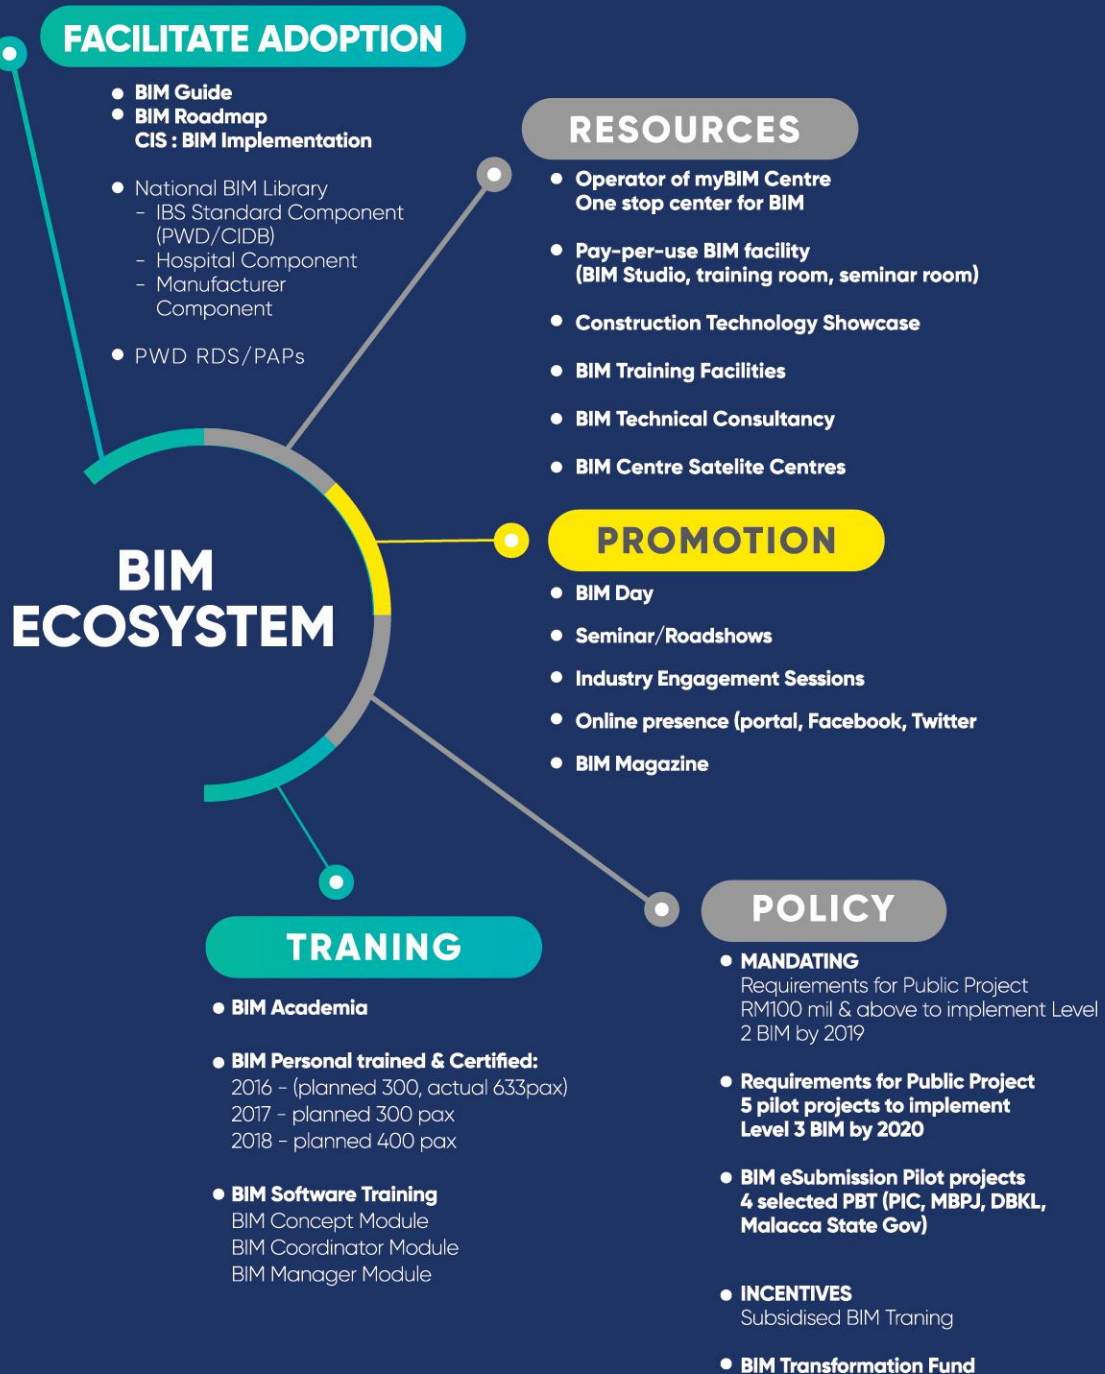 FACILITATE ADOPTION
BIM Guide
BIM Roadmap
CIS : BIM Implementation
National BIM Library
- IBS Standard Component
(PWD/CIDB)
- Hospital Component
- Manufacturer
Component
PWD RDS/PAPs
RESOURCES
Operator of myBIM Centre
One stop center for BIM
Pay-per-use BIM facility
(BIM Studio, training room, seminar room)
Construction Technology Showcase
BIM Training Facilities
BIM Technical Consultancy
BIM Centre Satelite Centres
BIM
ECOSYSTEM
PROMOTION
BIM Day
Seminar/Roadshows
Industry Engagement Sessions
Online presence (portal, Facebook, Twitter
BIM Magazine
TRANING
BIM Academia
BIM Personal trained & Certified:
2016 - (planned 300, actual 633pax)
2017 - planned 300 pax
2018 - planned 400 pax
BIM Software Training
BIM Concept Module
BIM Coordinator Module
BIM Manager Module
POLICY
MANDATING
Requirements for Public Project
RM100 mil & above to implement Level
2 BIM by 2019
Requirements for Public Project
5 pilot projects to implement
Level 3 BIM by 2020
BIM eSubmission Pilot projects
4 selected PBT (PIC, MBPJ, DBKL,
Malacca State Gov)
INCENTIVES
Subsidised BIM Traning
BIM Transformation Fund